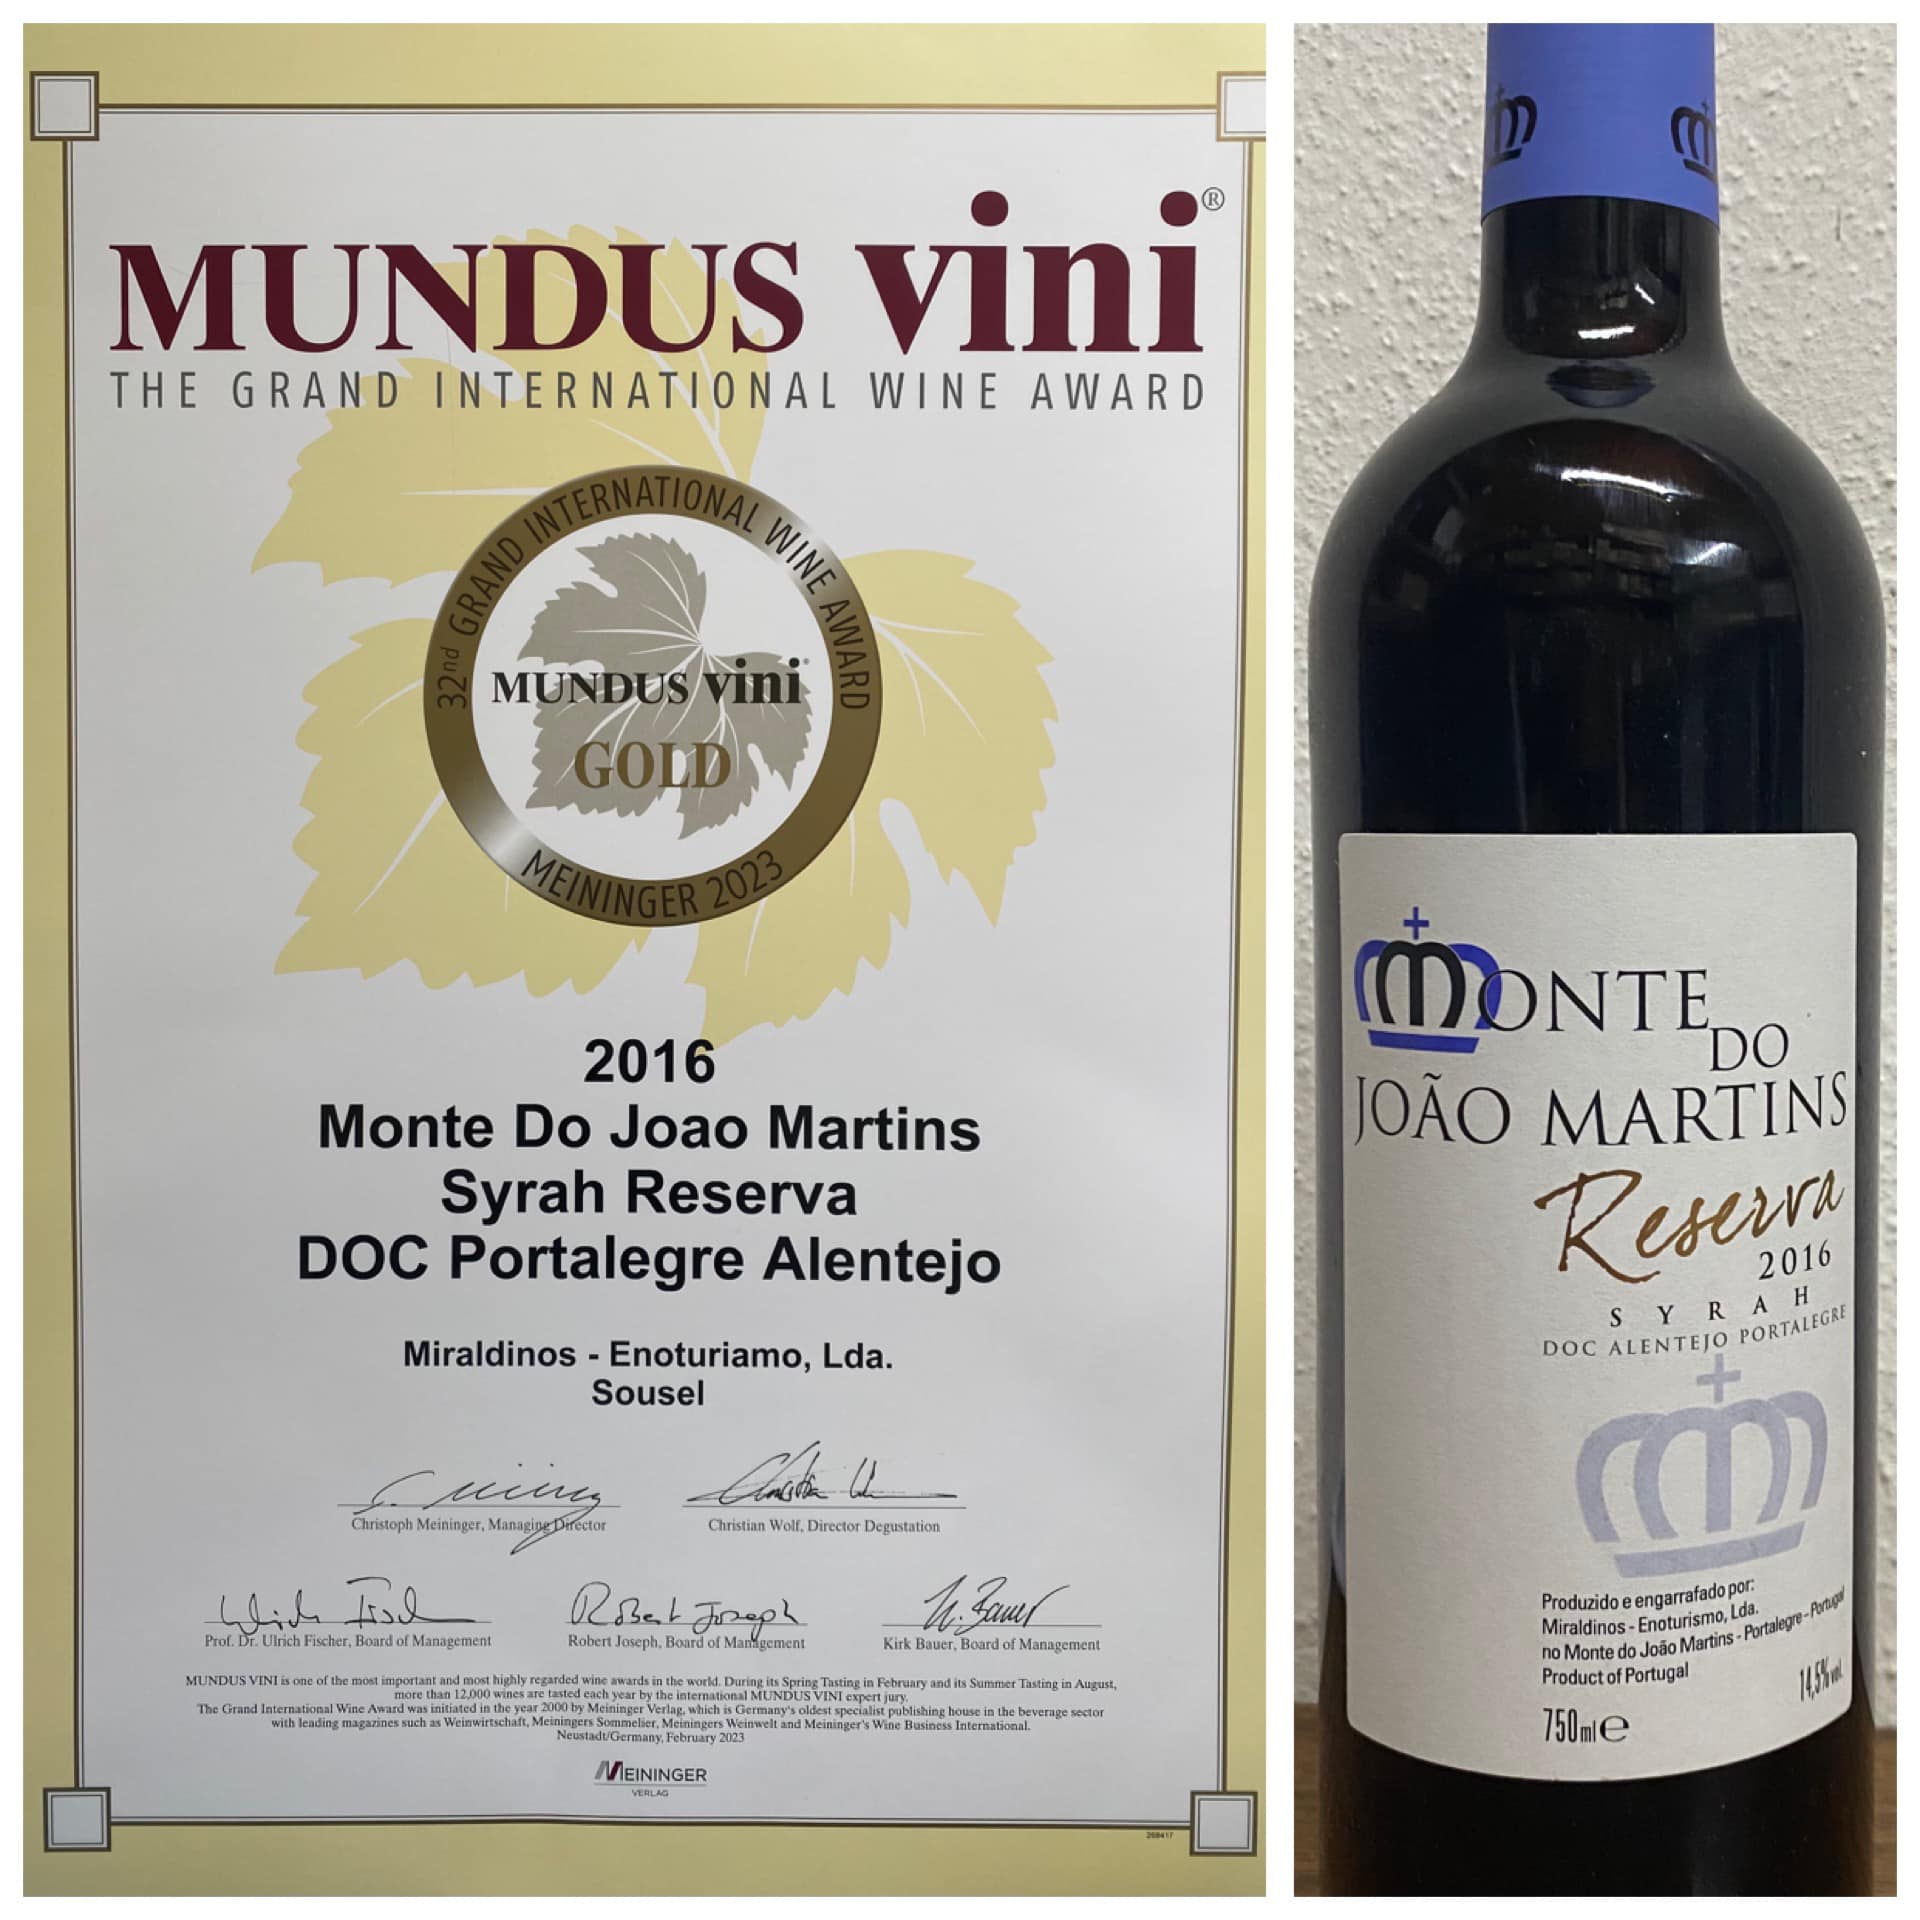 MUNDUS vini®
THE GRAND INTERNATIONAL WINE AWARD
32nd GRAND INTERNATIONAL WINE AWARD
MUNDUS vini
GOLD
MEININGER 2023
2016
Monte Do Joao Martins
Syrah Reserva
DOC Portalegre Alentejo
Miraldinos - Enoturiamo, Lda.
Sousel
Christoph Meininger, Managing Director
Christian Wolf, Director Degustation
Ulrich Fischer
Robert Joseph
K. Bauer
Prof. Dr. Ulrich Fischer, Board of Management
Robert Joseph, Board of Management
Kirk Bauer, Board of Management
MUNDUS VINI is one of the most important and most highly regarded wine awards in the world. During its Spring Tasting in February and its Summer Tasting in August,
more than 12,000 wines are tasted each year by the international MUNDUS VINI expert jury.
The Grand International Wine Award was initiated in the year 2000 by Meininger Verlag, which is Germany's oldest specialist publishing house in the beverage sector
with leading magazines such as Weinwirtschaft, Meiningers Sommelier, Meiningers Weinwelt and Meininger's Wine Business International.
Neustadt/Germany, February 2023
MEININGER
VERLAG
268417
MONTE
DO
JOÃO MARTINS
Reserva
2016
SYRAH
DOC ALENTEJO PORTALEGRE
Produzido e engarrafado por:
Miraldinos - Enoturismo, Lda.
no Monte do João Martins - Portalegre - Portugal
Product of Portugal
14,5% vol.
750ml e